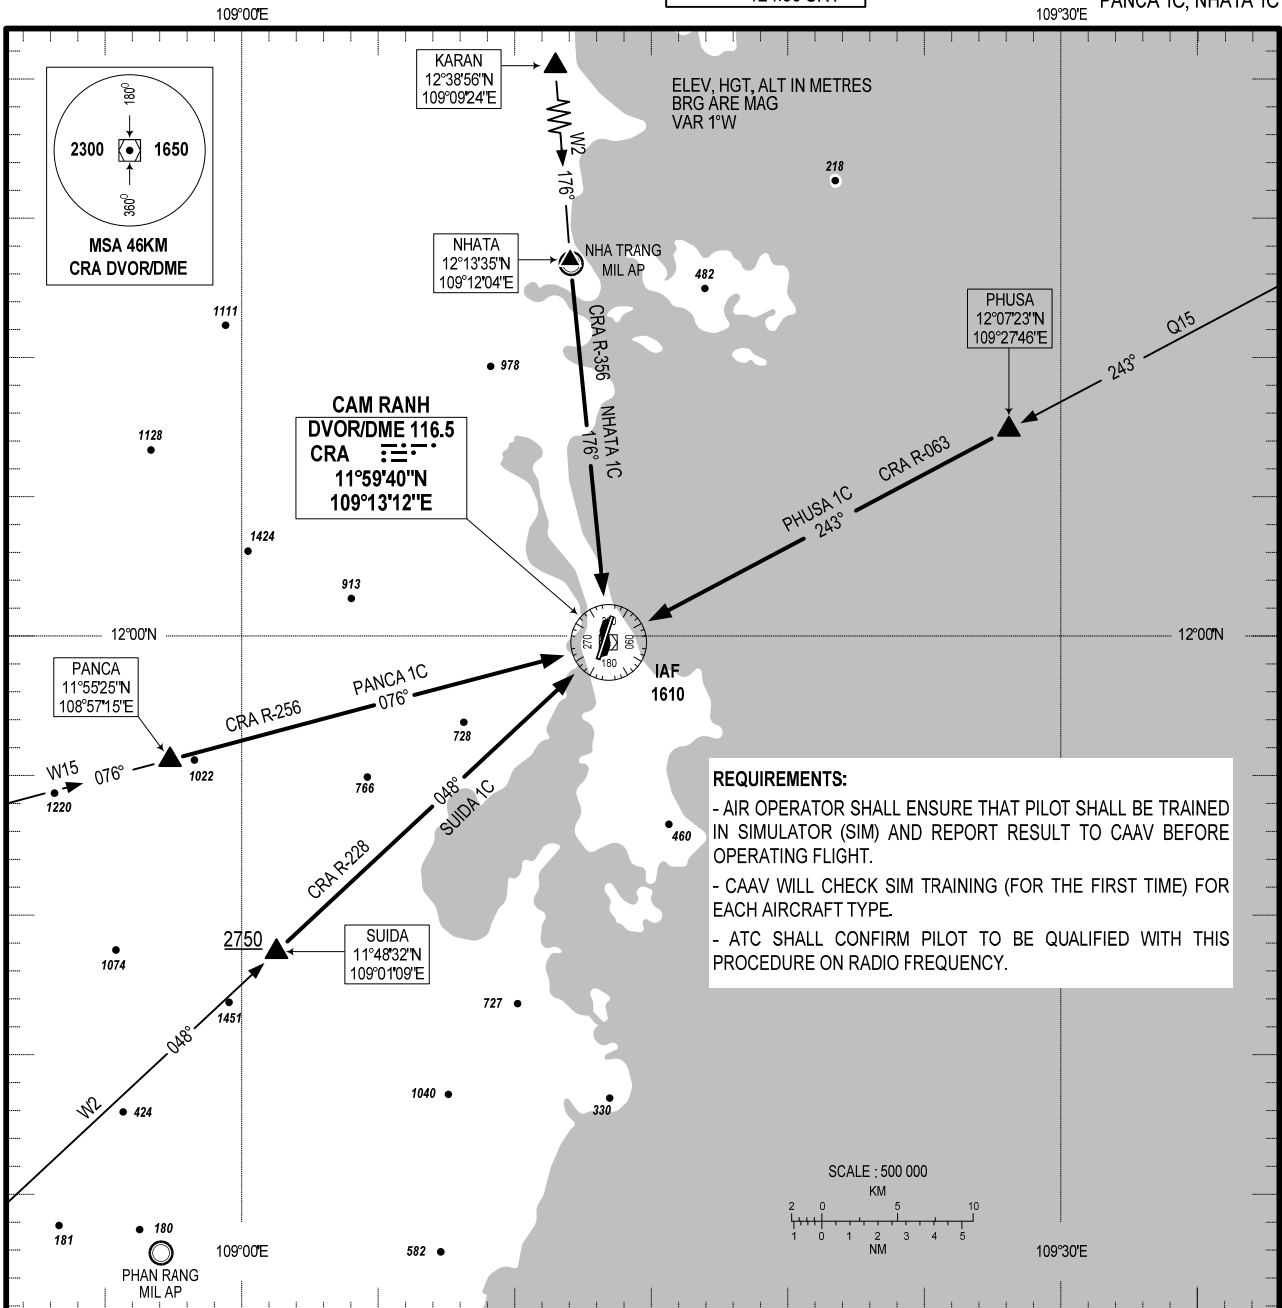 PANCA 1C, NHATA 1C
109°00'E
109°30'E
180°
2300
1650
360°
MSA 46KM
CRA DVOR/DME
KARAN
12°38'56"N
109°09'24"E
W2
176°
ELEV, HGT, ALT IN METRES
BRG ARE MAG
VAR 1°W
218
NHATA
12°13'35"N
109°12'04"E
NHA TRANG
MIL AP
482
1111
978
CRA R-356
NHATA 1C
176°
PHUSA
12°07'23"N
109°27'46"E
Q15
243°
CRA R-063
PHUSA 1C
243°
CAM RANH
DVOR/DME 116.5
CRA
11°59'40"N
109°13'12"E
1128
1424
913
12°00'N
12°00'N
270
090
180
IAF
1610
PANCA
11°55'25"N
108°57'15"E
CRA R-256
PANCA 1C
076°
W15
076°
1220
1022
728
766
048°
SUIDA 1C
CRA R-228
460
REQUIREMENTS:
- AIR OPERATOR SHALL ENSURE THAT PILOT SHALL BE TRAINED
IN SIMULATOR (SIM) AND REPORT RESULT TO CAAV BEFORE
OPERATING FLIGHT.
- CAAV WILL CHECK SIM TRAINING (FOR THE FIRST TIME) FOR
EACH AIRCRAFT TYPE.
- ATC SHALL CONFIRM PILOT TO BE QUALIFIED WITH THIS
PROCEDURE ON RADIO FREQUENCY.
2750
SUIDA
11°48'32"N
109°01'09"E
1074
1451
727
048°
W2
424
1040
330
SCALE : 500 000
KM
2 0 5 10
1 0 1 2 3 4 5
NM
181
180
582
PHAN RANG
MIL AP
109°00'E
109°30'E